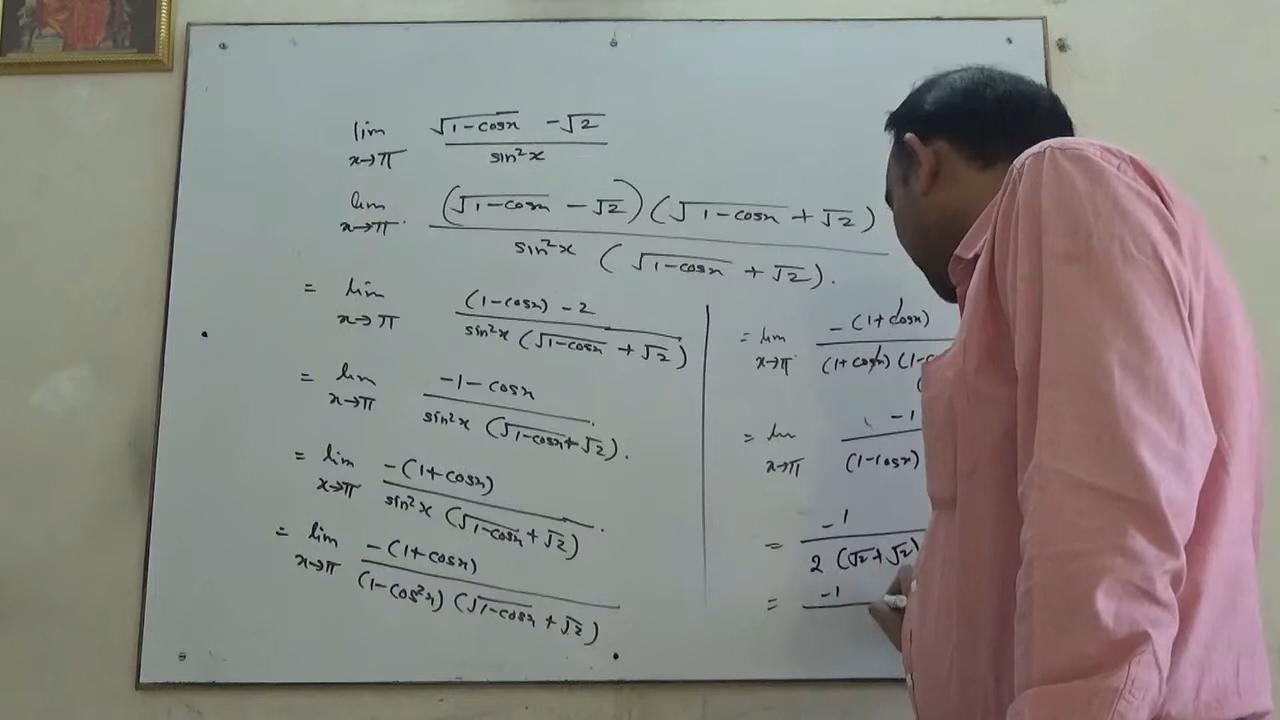 lim x→π (√(1-cosx) - √2) / sin²x
lim x→π ((√(1-cosx) - √2)(√(1-cosx) + √2)) / (sin²x (√(1-cosx) + √2)).
= lim x→π ((1-cosx) - 2) / (sin²x (√(1-cosx) + √2))
= lim x→π (-1-cosx) / (sin²x (√(1-cosx) + √2)).
= lim x→π -(1+cosx) / (sin²x (√(1-cosx) + √2))
= lim x→π -(1+cosx) / ((1-cos²x) (√(1-cosx) + √2))
= lim x→π -(1+cosx) / (1+cosx) (1-c
= lim x→π -1 / (1-cosx)
= -1 / 2 (√2+√2)
= -1